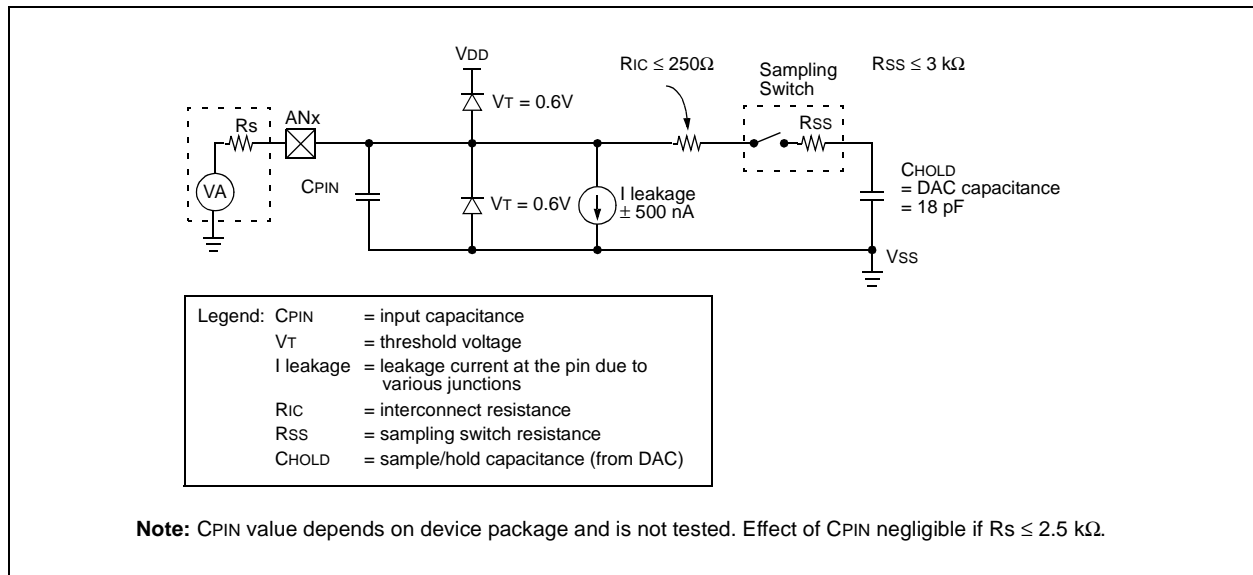 VDD
RIC ≤ 250Ω
Sampling
Switch
RSS ≤ 3 kΩ
VT = 0.6V
Rs
ANx
RSS
VA
CPIN
VT = 0.6V
I leakage
± 500 nA
CHOLD
= DAC capacitance
= 18 pF
VSS
Legend: CPIN = input capacitance
VT = threshold voltage
I leakage = leakage current at the pin due to
various junctions
RIC = interconnect resistance
RSS = sampling switch resistance
CHOLD = sample/hold capacitance (from DAC)
Note: CPIN value depends on device package and is not tested. Effect of CPIN negligible if Rs ≤ 2.5 kΩ.